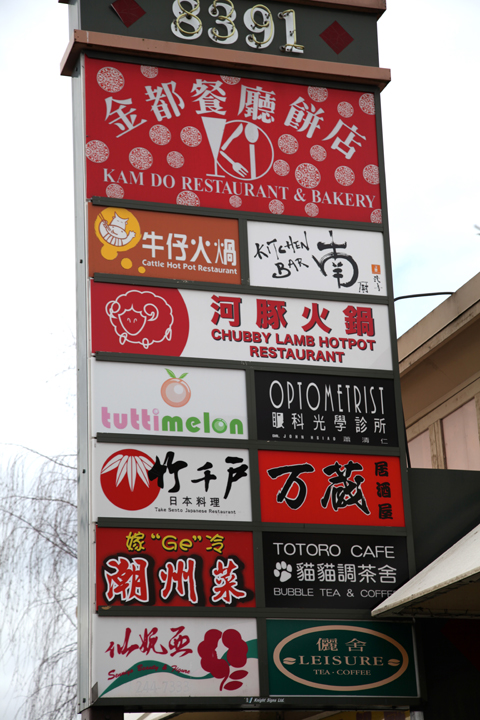 8391
金都餐廳餅店
KAM DO RESTAURANT & BAKERY
牛仔火鍋
Cattle Hot Pot Restaurant
KITCHEN
BAR
南
河豚火鍋
CHUBBY LAMB HOTPOT
RESTAURANT
tuttimelon
OPTOMETRIST
眼科光學診所
竹千戶
日本料理
Take Sento Japanese Restaurant
万蔵
居酒屋
嫁"Ge"冷
潮州菜
TOTORO CAFE
貓貓調茶舍
BUBBLE TEA & COFFEE
仙妮亞
儷舍
LEISURE
TEA - COFFEE
Knight Signs Ltd.